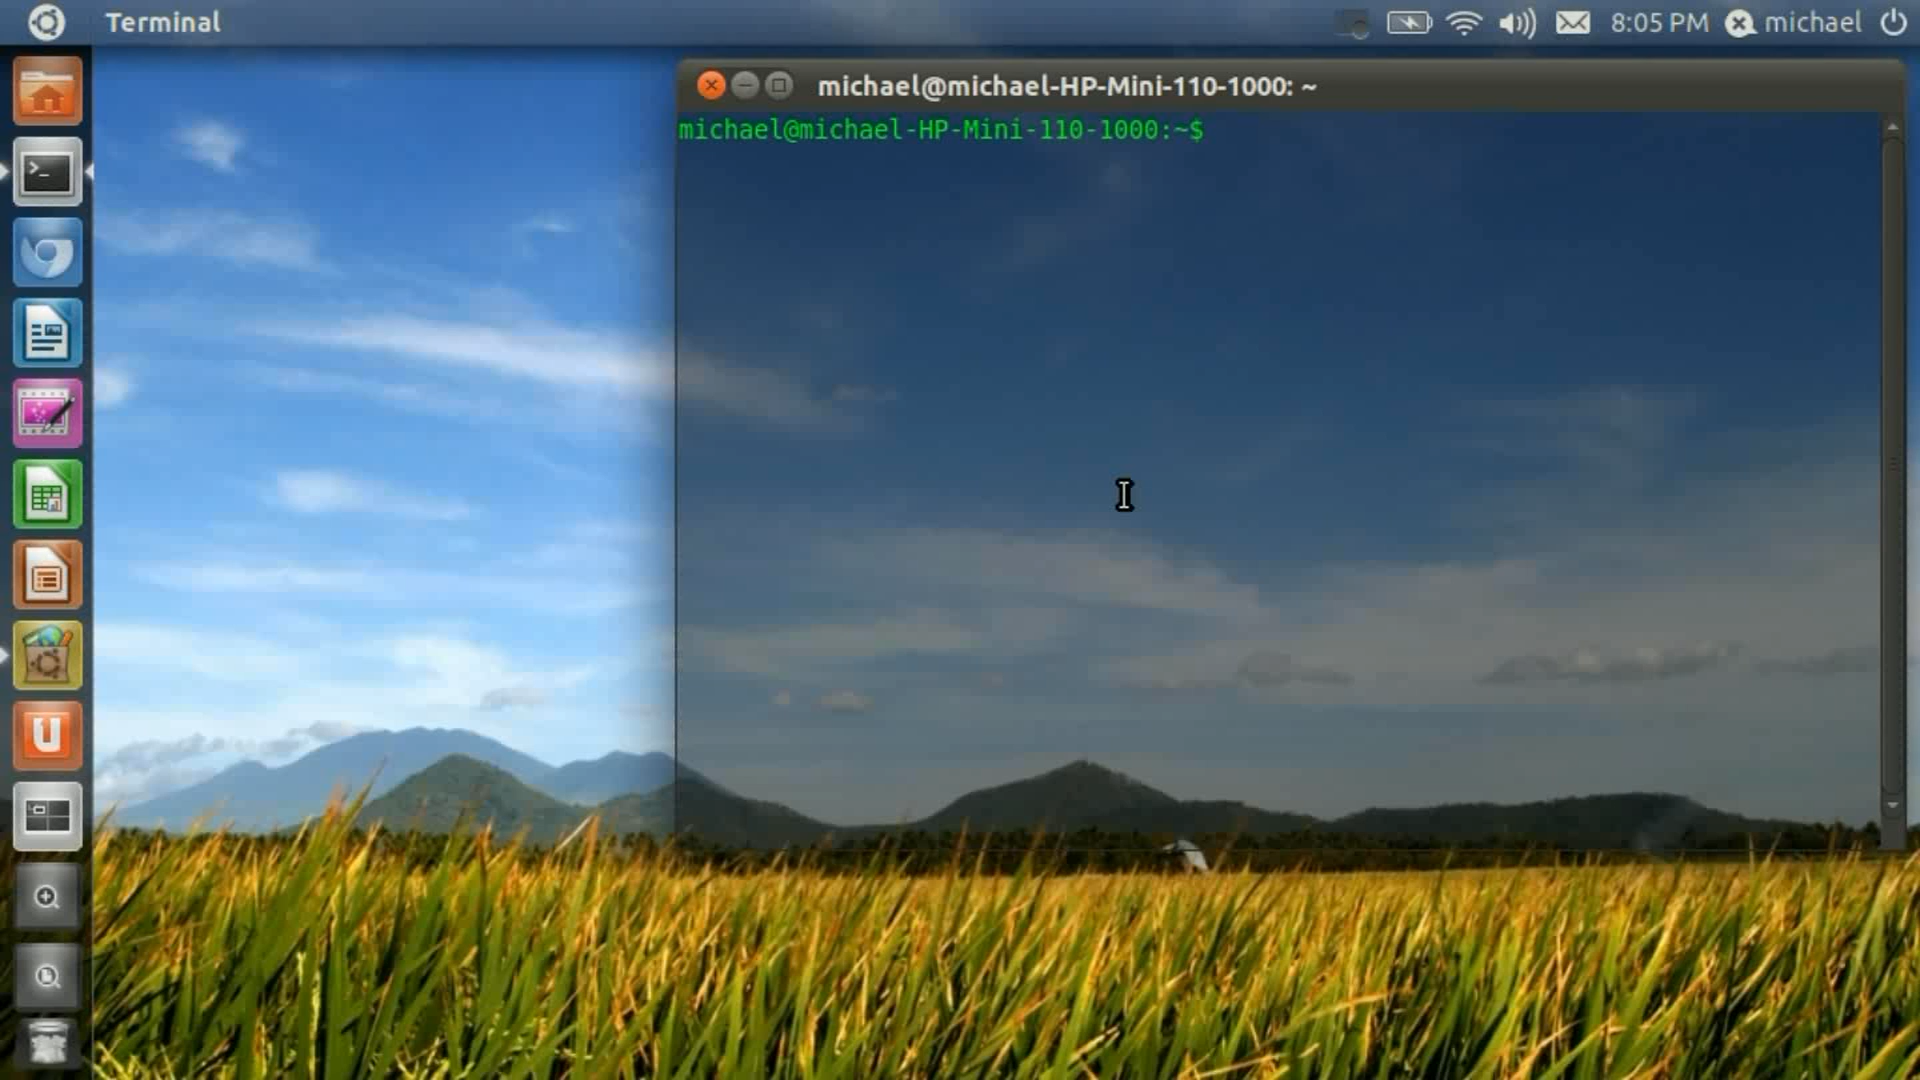 Terminal
8:05 PM
michael
michael@michael-HP-Mini-110-1000: ~
michael@michael-HP-Mini-110-1000:~$